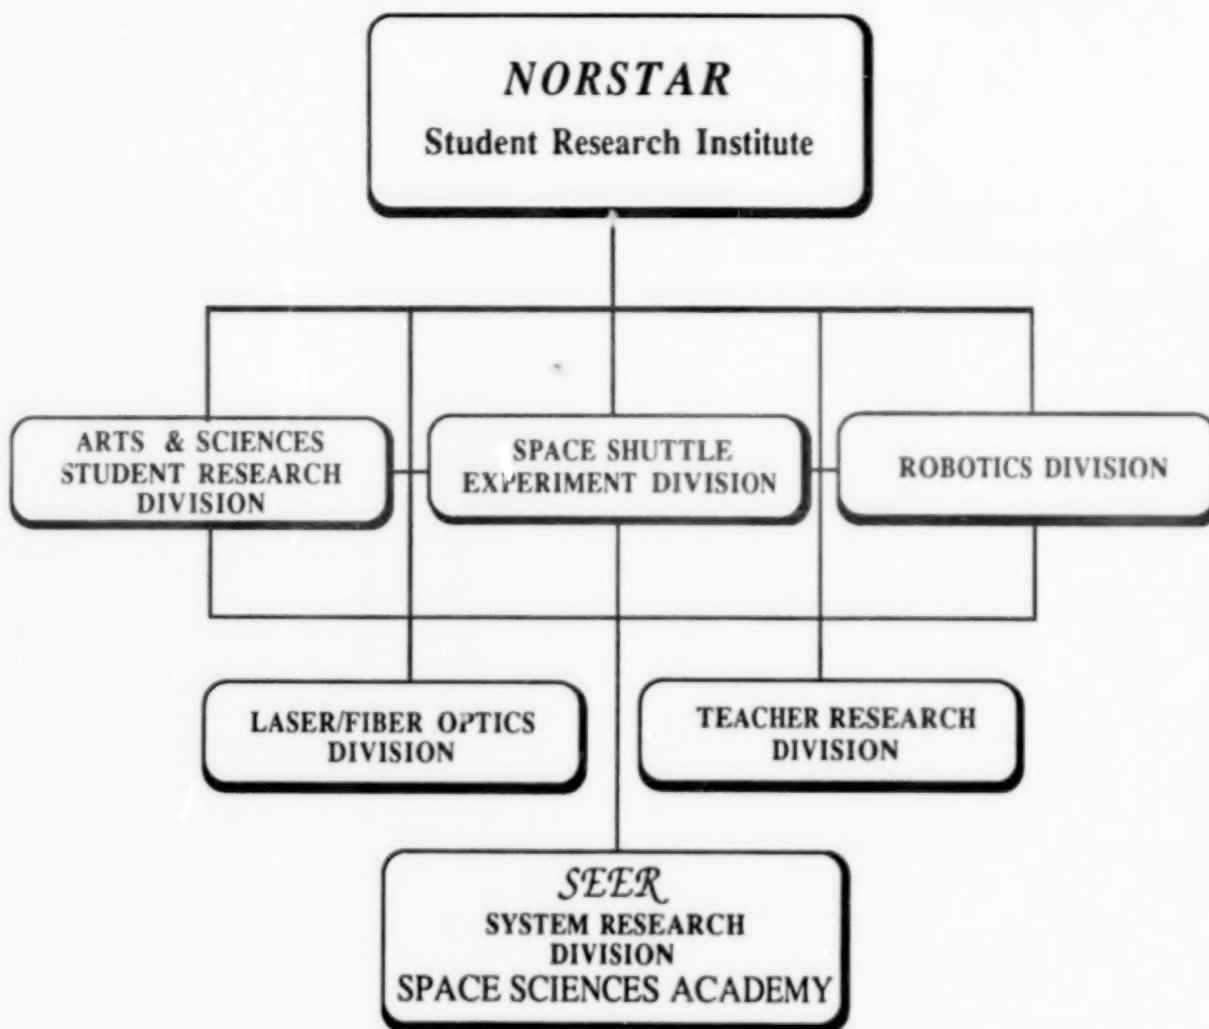 NORSTAR
Student Research Institute
ARTS & SCIENCES
STUDENT RESEARCH
DIVISION
SPACE SHUTTLE
EXPERIMENT DIVISION
ROBOTICS DIVISION
LASER/FIBER OPTICS
DIVISION
TEACHER RESEARCH
DIVISION
SEER
SYSTEM RESEARCH
DIVISION
SPACE SCIENCES ACADEMY